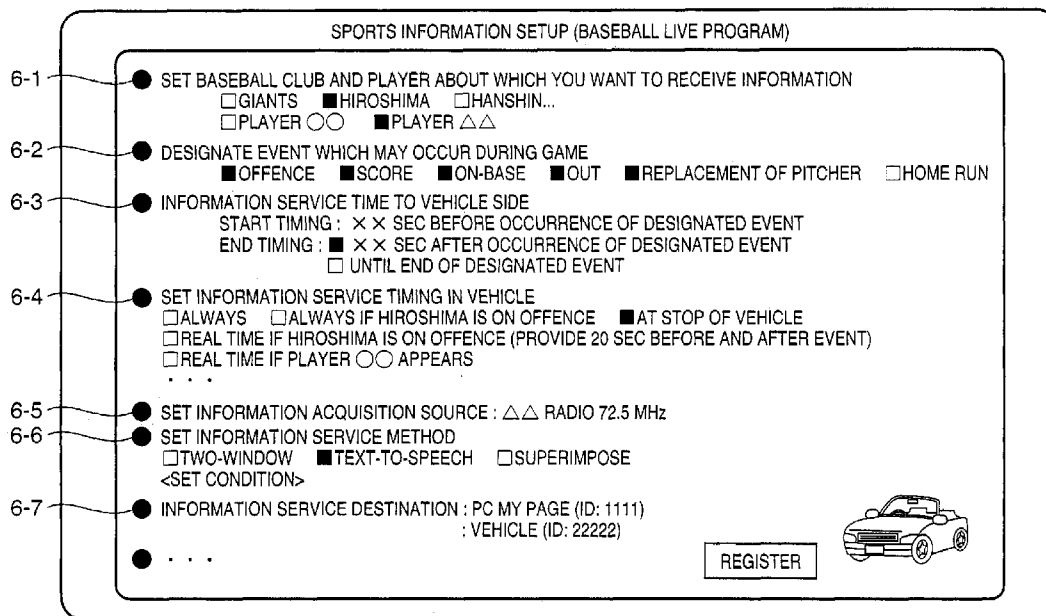 SPORTS INFORMATION SETUP (BASEBALL LIVE PROGRAM)
6-1 ● SET BASEBALL CLUB AND PLAYER ABOUT WHICH YOU WANT TO RECEIVE INFORMATION
□GIANTS ■HIROSHIMA □HANSHIN...
□PLAYER ○○ ■PLAYER △△
6-2 ● DESIGNATE EVENT WHICH MAY OCCUR DURING GAME
■OFFENCE ■SCORE ■ON-BASE ■OUT ■REPLACEMENT OF PITCHER □HOME RUN
6-3 ● INFORMATION SERVICE TIME TO VEHICLE SIDE
START TIMING : ×× SEC BEFORE OCCURRENCE OF DESIGNATED EVENT
END TIMING : ■ ×× SEC AFTER OCCURRENCE OF DESIGNATED EVENT
□ UNTIL END OF DESIGNATED EVENT
6-4 ● SET INFORMATION SERVICE TIMING IN VEHICLE
□ALWAYS □ALWAYS IF HIROSHIMA IS ON OFFENCE ■AT STOP OF VEHICLE
□REAL TIME IF HIROSHIMA IS ON OFFENCE (PROVIDE 20 SEC BEFORE AND AFTER EVENT)
□REAL TIME IF PLAYER ○○ APPEARS
· · ·
6-5 ● SET INFORMATION ACQUISITION SOURCE : △△ RADIO 72.5 MHz
6-6 ● SET INFORMATION SERVICE METHOD
□TWO-WINDOW ■TEXT-TO-SPEECH □SUPERIMPOSE
<SET CONDITION>
6-7 ● INFORMATION SERVICE DESTINATION : PC MY PAGE (ID: 1111)
: VEHICLE (ID: 22222)
● · · ·
REGISTER